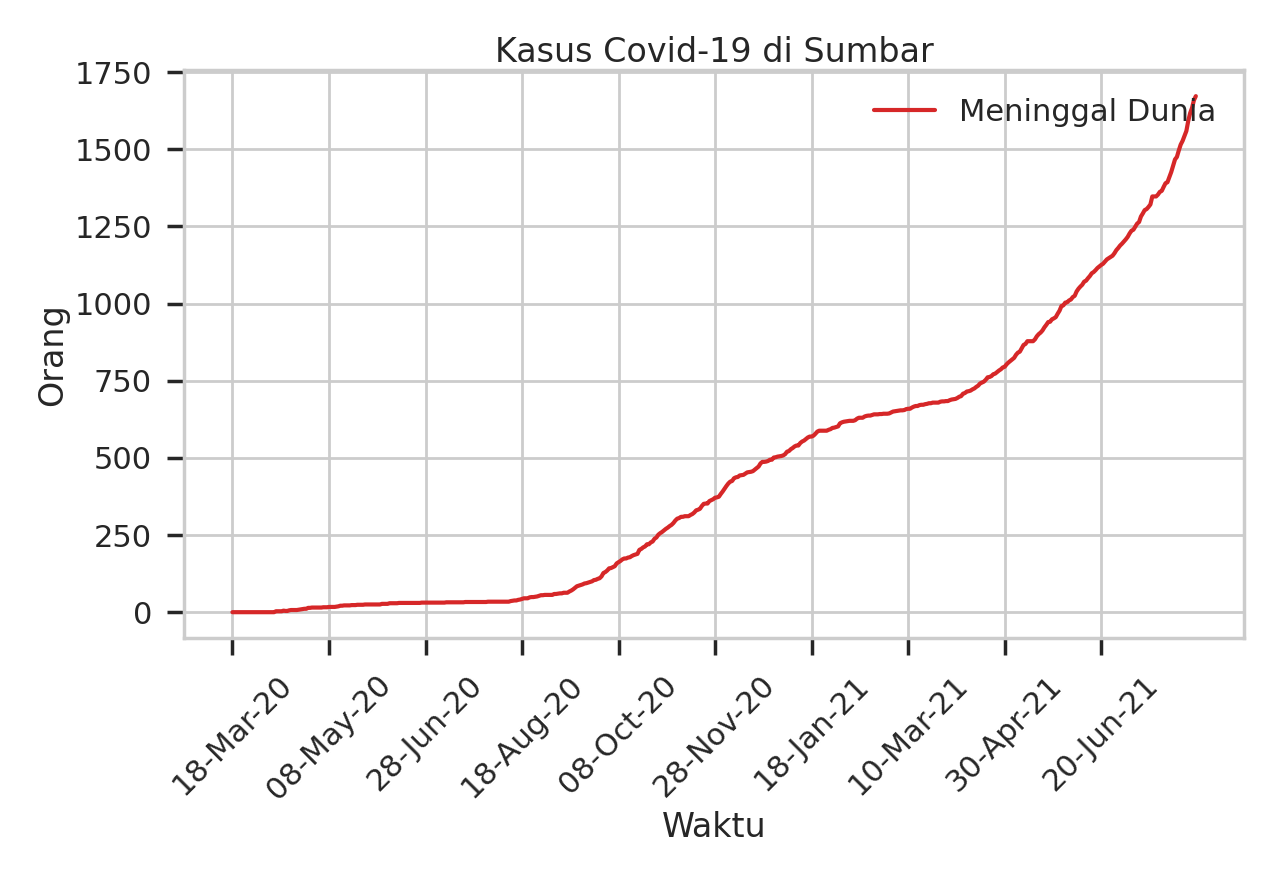 Kasus Covid-19 di Sumbar
Meninggal Dunia
Orang
1750
1500
1250
1000
750
500
250
0
18-Mar-20
08-May-20
28-Jun-20
18-Aug-20
08-Oct-20
28-Nov-20
18-Jan-21
10-Mar-21
30-Apr-21
20-Jun-21
Waktu